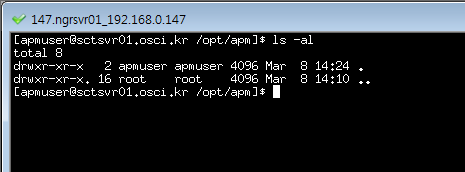 147.ngrsvr01_192.168.0.147
[apmuser@sctsvr01.osci.kr /opt/apm]$ ls -al
total 8
drwxr-xr-x   2 apmuser apmuser 4096 Mar  8 14:24 .
drwxr-xr-x. 16 root    root    4096 Mar  8 14:10 ..
[apmuser@sctsvr01.osci.kr /opt/apm]$